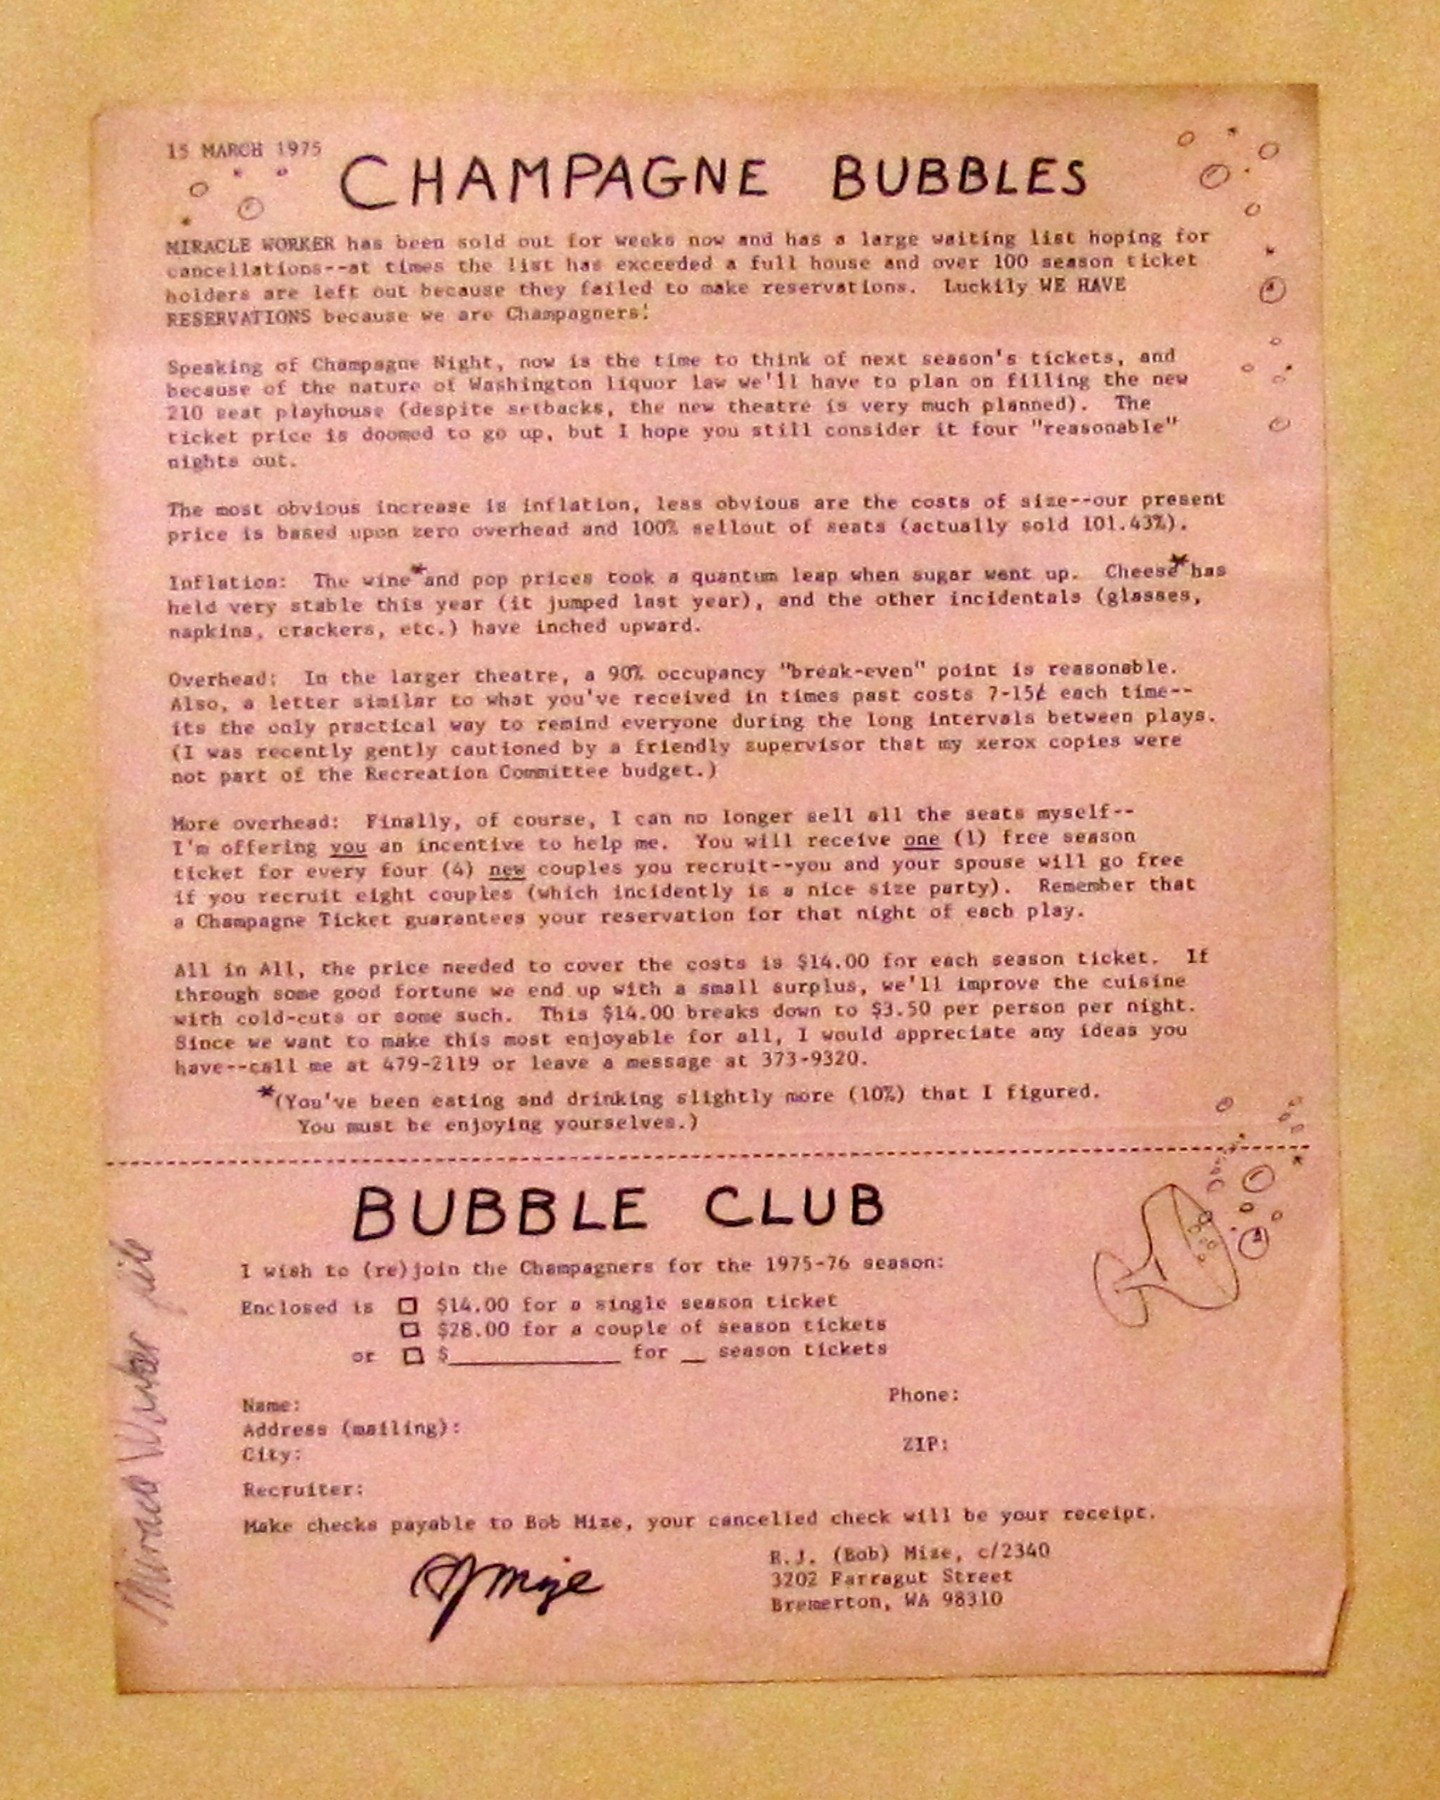 15 MARCH 1975
CHAMPAGNE BUBBLES
MIRACLE WORKER has been sold out for weeks now and has a large waiting list hoping for
cancellations--at times the list has exceeded a full house and over 100 season ticket
holders are left out because they failed to make reservations.  Luckily WE HAVE
RESERVATIONS because we are Champagners!
Speaking of Champagne Night, now is the time to think of next season's tickets, and
because of the nature of Washington liquor law we'll have to plan on filling the new
210 seat playhouse (despite setbacks, the new theatre is very much planned).  The
ticket price is doomed to go up, but I hope you still consider it four "reasonable"
nights out.
The most obvious increase is inflation, less obvious are the costs of size--our present
price is based upon zero overhead and 100% sellout of seats (actually sold 101.43%).
Inflation:  The wine* and pop prices took a quantum leap when sugar went up.  Cheese* has
held very stable this year (it jumped last year), and the other incidentals (glasses,
napkins, crackers, etc.) have inched upward.
Overhead:  In the larger theatre, a 90% occupancy "break-even" point is reasonable.
Also, a letter similar to what you've received in times past costs 7-15¢ each time--
its the only practical way to remind everyone during the long intervals between plays.
(I was recently gently cautioned by a friendly supervisor that my xerox copies were
not part of the Recreation Committee budget.)
More overhead:  Finally, of course, I can no longer sell all the seats myself--
I'm offering you an incentive to help me.  You will receive one (1) free season
ticket for every four (4) new couples you recruit--you and your spouse will go free
if you recruit eight couples (which incidently is a nice size party).  Remember that
a Champagne Ticket guarantees your reservation for that night of each play.
All in All, the price needed to cover the costs is $14.00 for each season ticket.  If
through some good fortune we end up with a small surplus, we'll improve the cuisine
with cold-cuts or some such.  This $14.00 breaks down to $3.50 per person per night.
Since we want to make this most enjoyable for all, I would appreciate any ideas you
have--call me at 479-2119 or leave a message at 373-9320.
*(You've been eating and drinking slightly more (10%) that I figured.
You must be enjoying yourselves.)
BUBBLE CLUB
I wish to (re)join the Champagners for the 1975-76 season:
Enclosed is □ $14.00 for a single season ticket
□ $28.00 for a couple of season tickets
or □ $____________ for __ season tickets
Name: Phone:
Address (mailing):
City: ZIP:
Recruiter:
Make checks payable to Bob Mize, your cancelled check will be your receipt.
R.J. (Bob) Mize, c/2340
3202 Farragut Street
Bremerton, WA 98310
Mize
Miracle Worker file